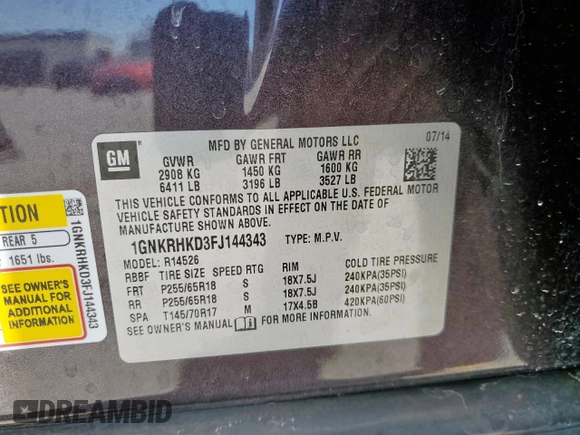 MFD BY GENERAL MOTORS LLC 07/14
GM
GVWR GAWR FRT GAWR RR
2908 KG 1450 KG 1600 KG
6411 LB 3196 LB 3527 LB
THIS VEHICLE CONFORMS TO ALL APPLICABLE U.S. FEDERAL MOTOR
VEHICLE SAFETY STANDARDS IN EFFECT ON THE DATE OF
MANUFACTURE SHOWN ABOVE.
1GNKRHKD3FJ144343 TYPE: M.P.V.
MODEL: R14526
RBBF TIRE SIZE SPEED RTG RIM COLD TIRE PRESSURE
FRT P255/65R18 S 18X7.5J 240KPA(35PSI)
RR P255/65R18 S 18X7.5J 240KPA(35PSI)
SPA T145/70R17 M 17X4.5B 420KPA(60PSI)
SEE OWNER'S MANUAL FOR MORE INFORMATION.
TION
REAR 5
1651 lbs.
SEE OWNER'S
MANUAL FOR
ADDITIONAL
INFORMATION
1GNKRHKD3FJ144343
DREAMBID